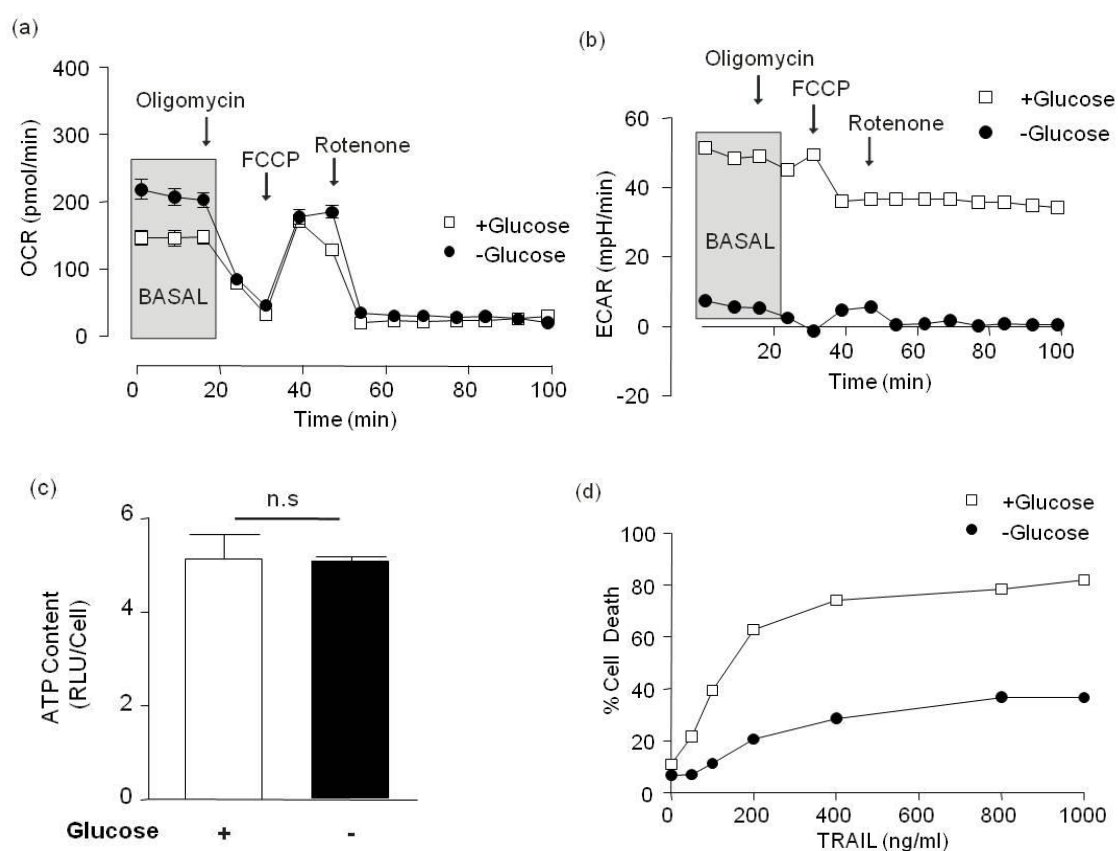 (a)
400
300
200
100
0
OCR (pmol/min)
Oligomycin
FCCP
Rotenone
BASAL
+Glucose
-Glucose
0 20 40 60 80 100
Time (min)
(b)
Oligomycin
FCCP
Rotenone
+Glucose
-Glucose
60
40
20
0
-20
ECAR (mpH/min)
BASAL
20 40 60 80 100
Time (min)
(c)
n.s
6
4
2
0
ATP Content
(RLU/Cell)
Glucose + -
(d)
+Glucose
-Glucose
100
80
60
40
20
0
% Cell Death
0 200 400 600 800 1000
TRAIL (ng/ml)